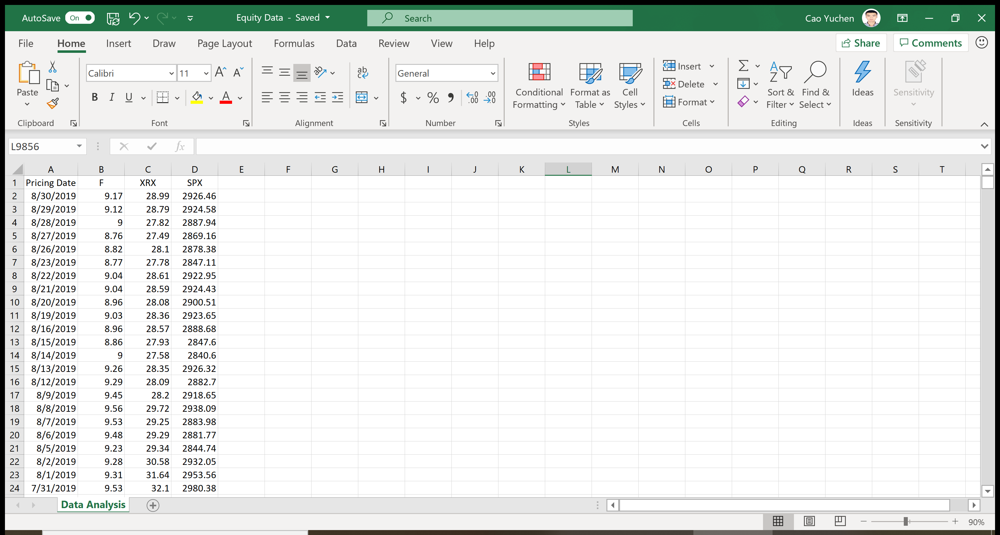 AutoSave On Equity Data - Saved Search Cao Yuchen
File Home Insert Draw Page Layout Formulas Data Review View Help Share Comments
Paste
Clipboard
Calibri 11 A A
B I U A
Font
ab
ab c
Alignment
General
$ % , .0 .00 .00 .0
Number
Conditional Formatting
Format as Table
Cell Styles
Styles
Insert
Delete
Format
Cells
Σ
A Z
Sort & Filter
Find & Select
Editing
Ideas
Ideas
Sensitivity
Sensitivity
L9856 fx
A B C D E F G H I J K L M N O P Q R S T
1 Pricing Date F XRX SPX
2 8/30/2019 9.17 28.99 2926.46
3 8/29/2019 9.12 28.79 2924.58
4 8/28/2019 9 27.82 2887.94
5 8/27/2019 8.76 27.49 2869.16
6 8/26/2019 8.82 28.1 2878.38
7 8/23/2019 8.77 27.78 2847.11
8 8/22/2019 9.04 28.61 2922.95
9 8/21/2019 9.04 28.59 2924.43
10 8/20/2019 8.96 28.08 2900.51
11 8/19/2019 9.03 28.36 2923.65
12 8/16/2019 8.96 28.57 2888.68
13 8/15/2019 8.86 27.93 2847.6
14 8/14/2019 9 27.58 2840.6
15 8/13/2019 9.26 28.35 2926.32
16 8/12/2019 9.29 28.09 2882.7
17 8/9/2019 9.45 28.2 2918.65
18 8/8/2019 9.56 29.72 2938.09
19 8/7/2019 9.53 29.25 2883.98
20 8/6/2019 9.48 29.29 2881.77
21 8/5/2019 9.23 29.34 2844.74
22 8/2/2019 9.28 30.58 2932.05
23 8/1/2019 9.31 31.64 2953.56
24 7/31/2019 9.53 32.1 2980.38
Data Analysis
90%